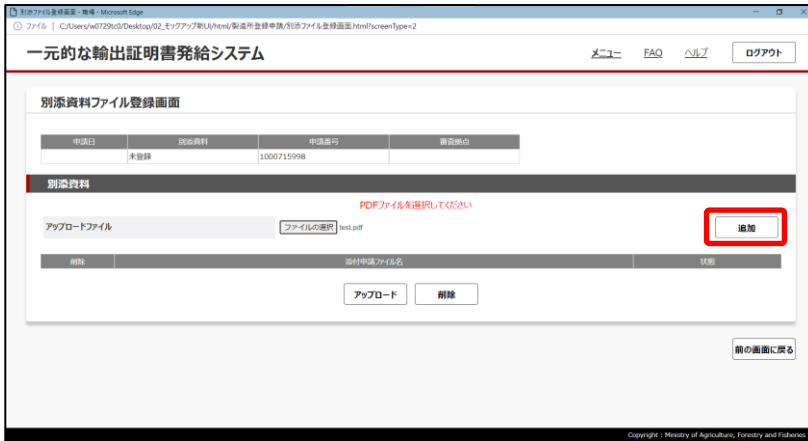 別添ファイル登録画面 - 職場 - Microsoft Edge
ファイル | C:/Users/w0729tc0/Desktop/02_モックアップ新UI/html/製造所登録申請/別添ファイル登録画面.html?screenType=2
一元的な輸出証明書発給システム メニュー FAQ ヘルプ ログアウト
別添資料ファイル登録画面
申請日 別添資料 申請番号 審査拠点
未登録 1000715998
別添資料
PDFファイルを選択してください
アップロードファイル ファイルの選択 test.pdf 追加
削除 添付申請ファイル名 状態
アップロード 削除
前の画面に戻る
Copyright : Ministry of Agriculture, Forestry and Fisheries